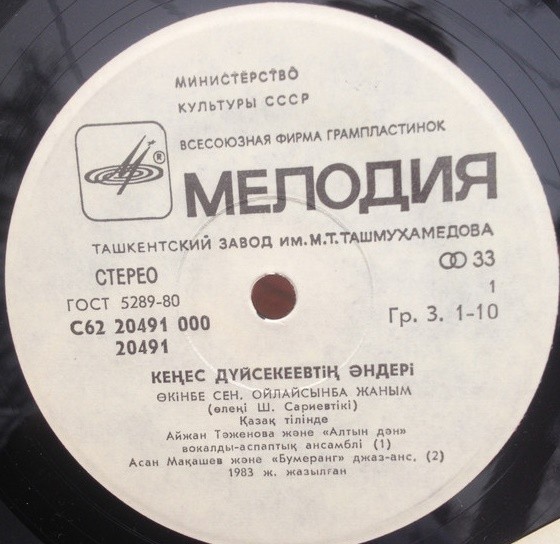 МИНИСТЕРСТВО
КУЛЬТУРЫ СССР
ВСЕСОЮЗНАЯ ФИРМА ГРАМПЛАСТИНОК
®
МЕЛОДИЯ
ТАШКЕНТСКИЙ ЗАВОД им. М.Т.ТАШМУХАМЕДОВА
СТЕРЕО
33
ГОСТ 5289-80
1
С62 20491 000
Гр. 3. 1-10
20491
КЕҢЕС ДҮЙСЕКЕЕВТІҢ ӘНДЕРІ
ӨКІНБЕ СЕН. ОЙЛАЙСЫНБА ЖАНЫМ
(өлеңі Ш. Сариевтікі)
Қазақ тілінде
Айжан Тәженова және «Алтын дән»
вокалды-аспаптық ансамблі (1)
Асан Мақашев және «Бумеранг» джаз-анс. (2)
1983 ж. жазылған